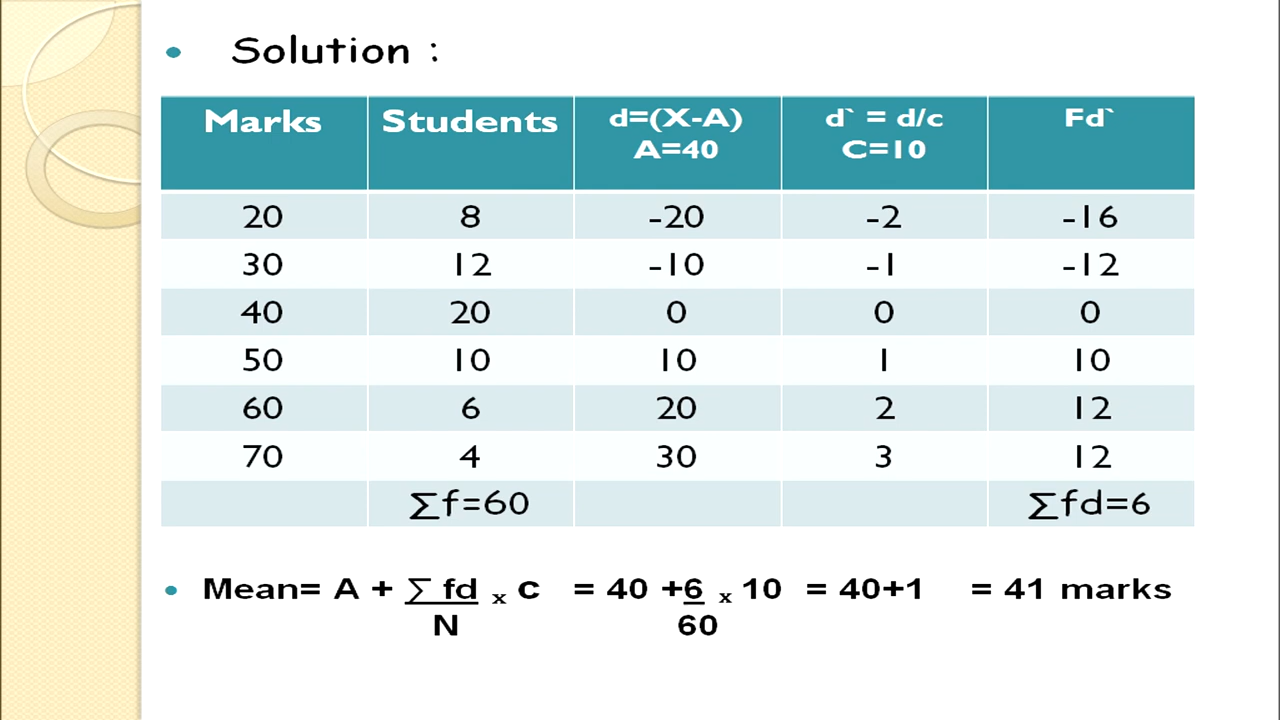 Solution :
Marks Students d=(X-A) A=40 d` = d/c C=10 Fd`
20 8 -20 -2 -16
30 12 -10 -1 -12
40 20 0 0 0
50 10 10 1 10
60 6 20 2 12
70 4 30 3 12
∑f=60 ∑fd=6
Mean= A + ∑ fd x c = 40 +6 x 10 = 40+1 = 41 marks
N 60